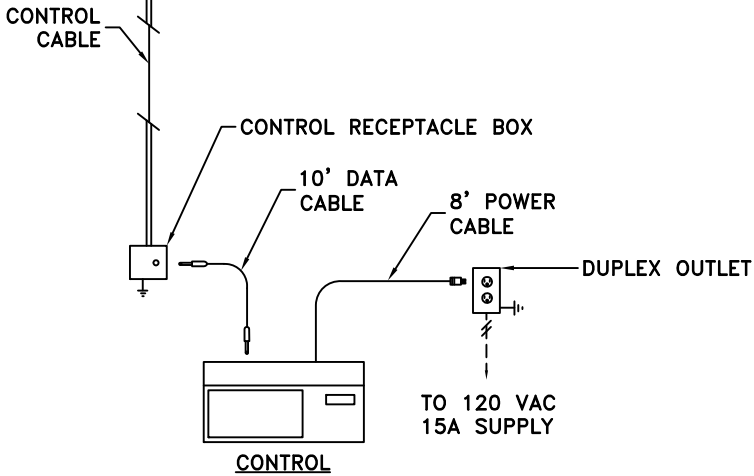 CONTROL
CABLE
CONTROL RECEPTACLE BOX
10' DATA
CABLE
8' POWER
CABLE
DUPLEX OUTLET
TO 120 VAC
15A SUPPLY
CONTROL